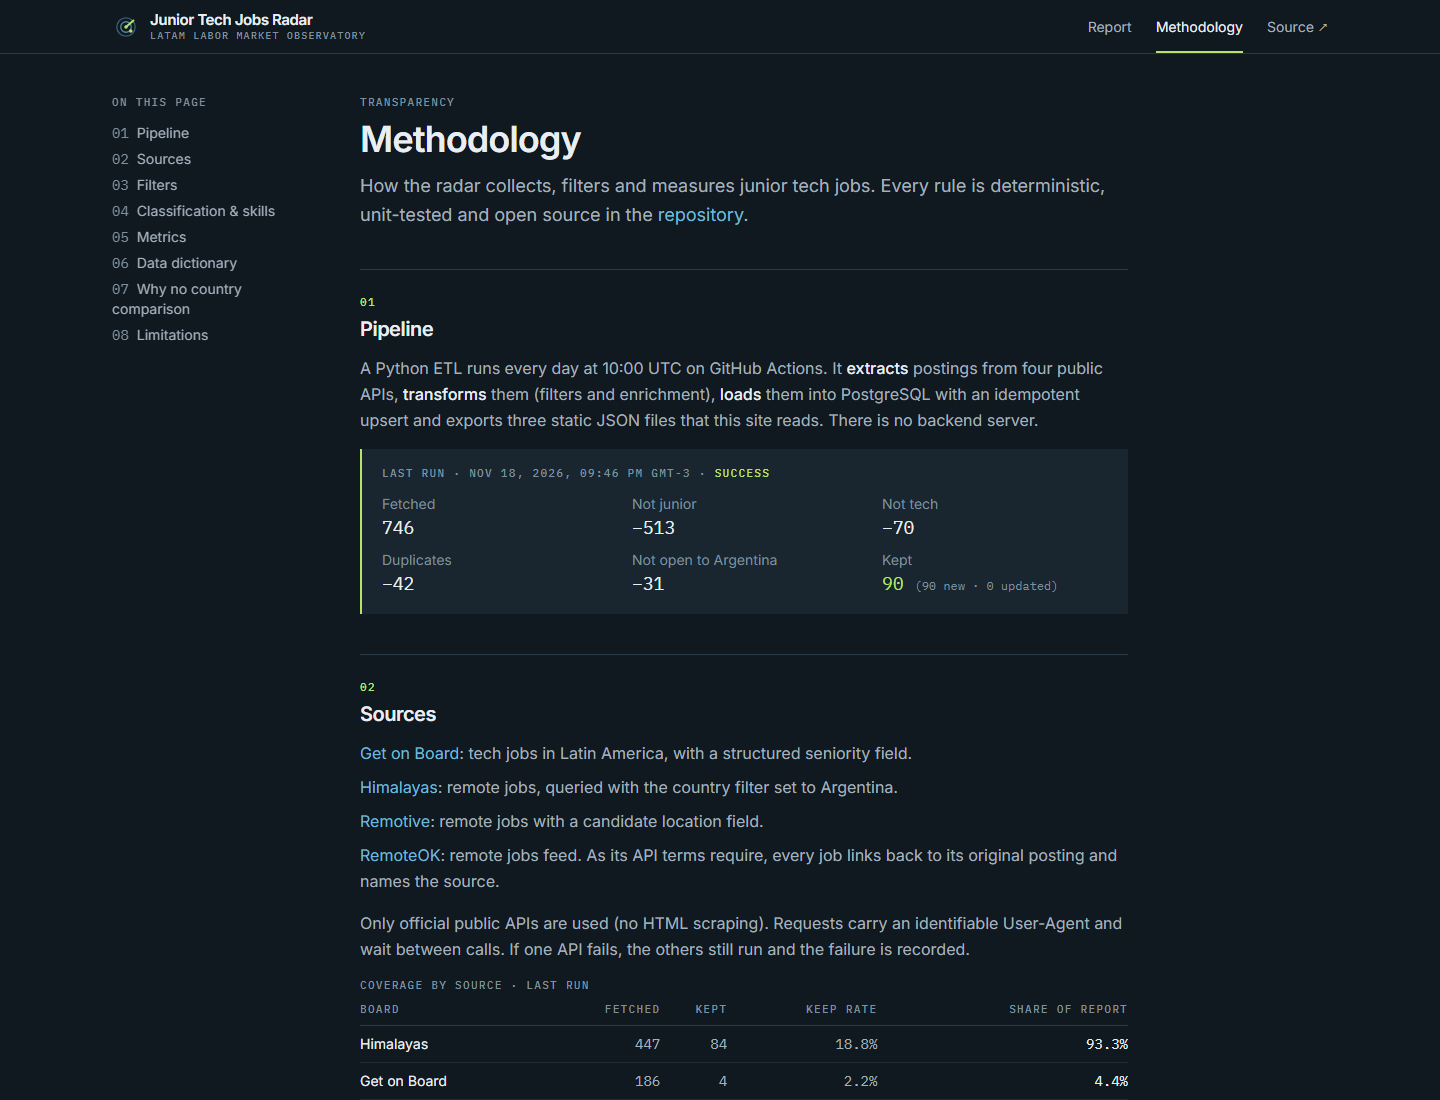 Junior Tech Jobs Radar
LATAM LABOR MARKET OBSERVATORY
Report
Methodology
Source ↗
ON THIS PAGE
01 Pipeline
02 Sources
03 Filters
04 Classification & skills
05 Metrics
06 Data dictionary
07 Why no country
comparison
08 Limitations
TRANSPARENCY
Methodology
How the radar collects, filters and measures junior tech jobs. Every rule is deterministic,
unit-tested and open source in the repository.
01
Pipeline
A Python ETL runs every day at 10:00 UTC on GitHub Actions. It extracts postings from four public
APIs, transforms them (filters and enrichment), loads them into PostgreSQL with an idempotent
upsert and exports three static JSON files that this site reads. There is no backend server.
LAST RUN · NOV 18, 2026, 09:46 PM GMT-3 · SUCCESS
Fetched
746
Not junior
−513
Not tech
−70
Duplicates
−42
Not open to Argentina
−31
Kept
90 (90 new · 0 updated)
02
Sources
Get on Board: tech jobs in Latin America, with a structured seniority field.
Himalayas: remote jobs, queried with the country filter set to Argentina.
Remotive: remote jobs with a candidate location field.
RemoteOK: remote jobs feed. As its API terms require, every job links back to its original posting and
names the source.
Only official public APIs are used (no HTML scraping). Requests carry an identifiable User-Agent and
wait between calls. If one API fails, the others still run and the failure is recorded.
COVERAGE BY SOURCE · LAST RUN
BOARD FETCHED KEPT KEEP RATE SHARE OF REPORT
Himalayas 447 84 18.8% 93.3%
Get on Board 186 4 2.2% 4.4%